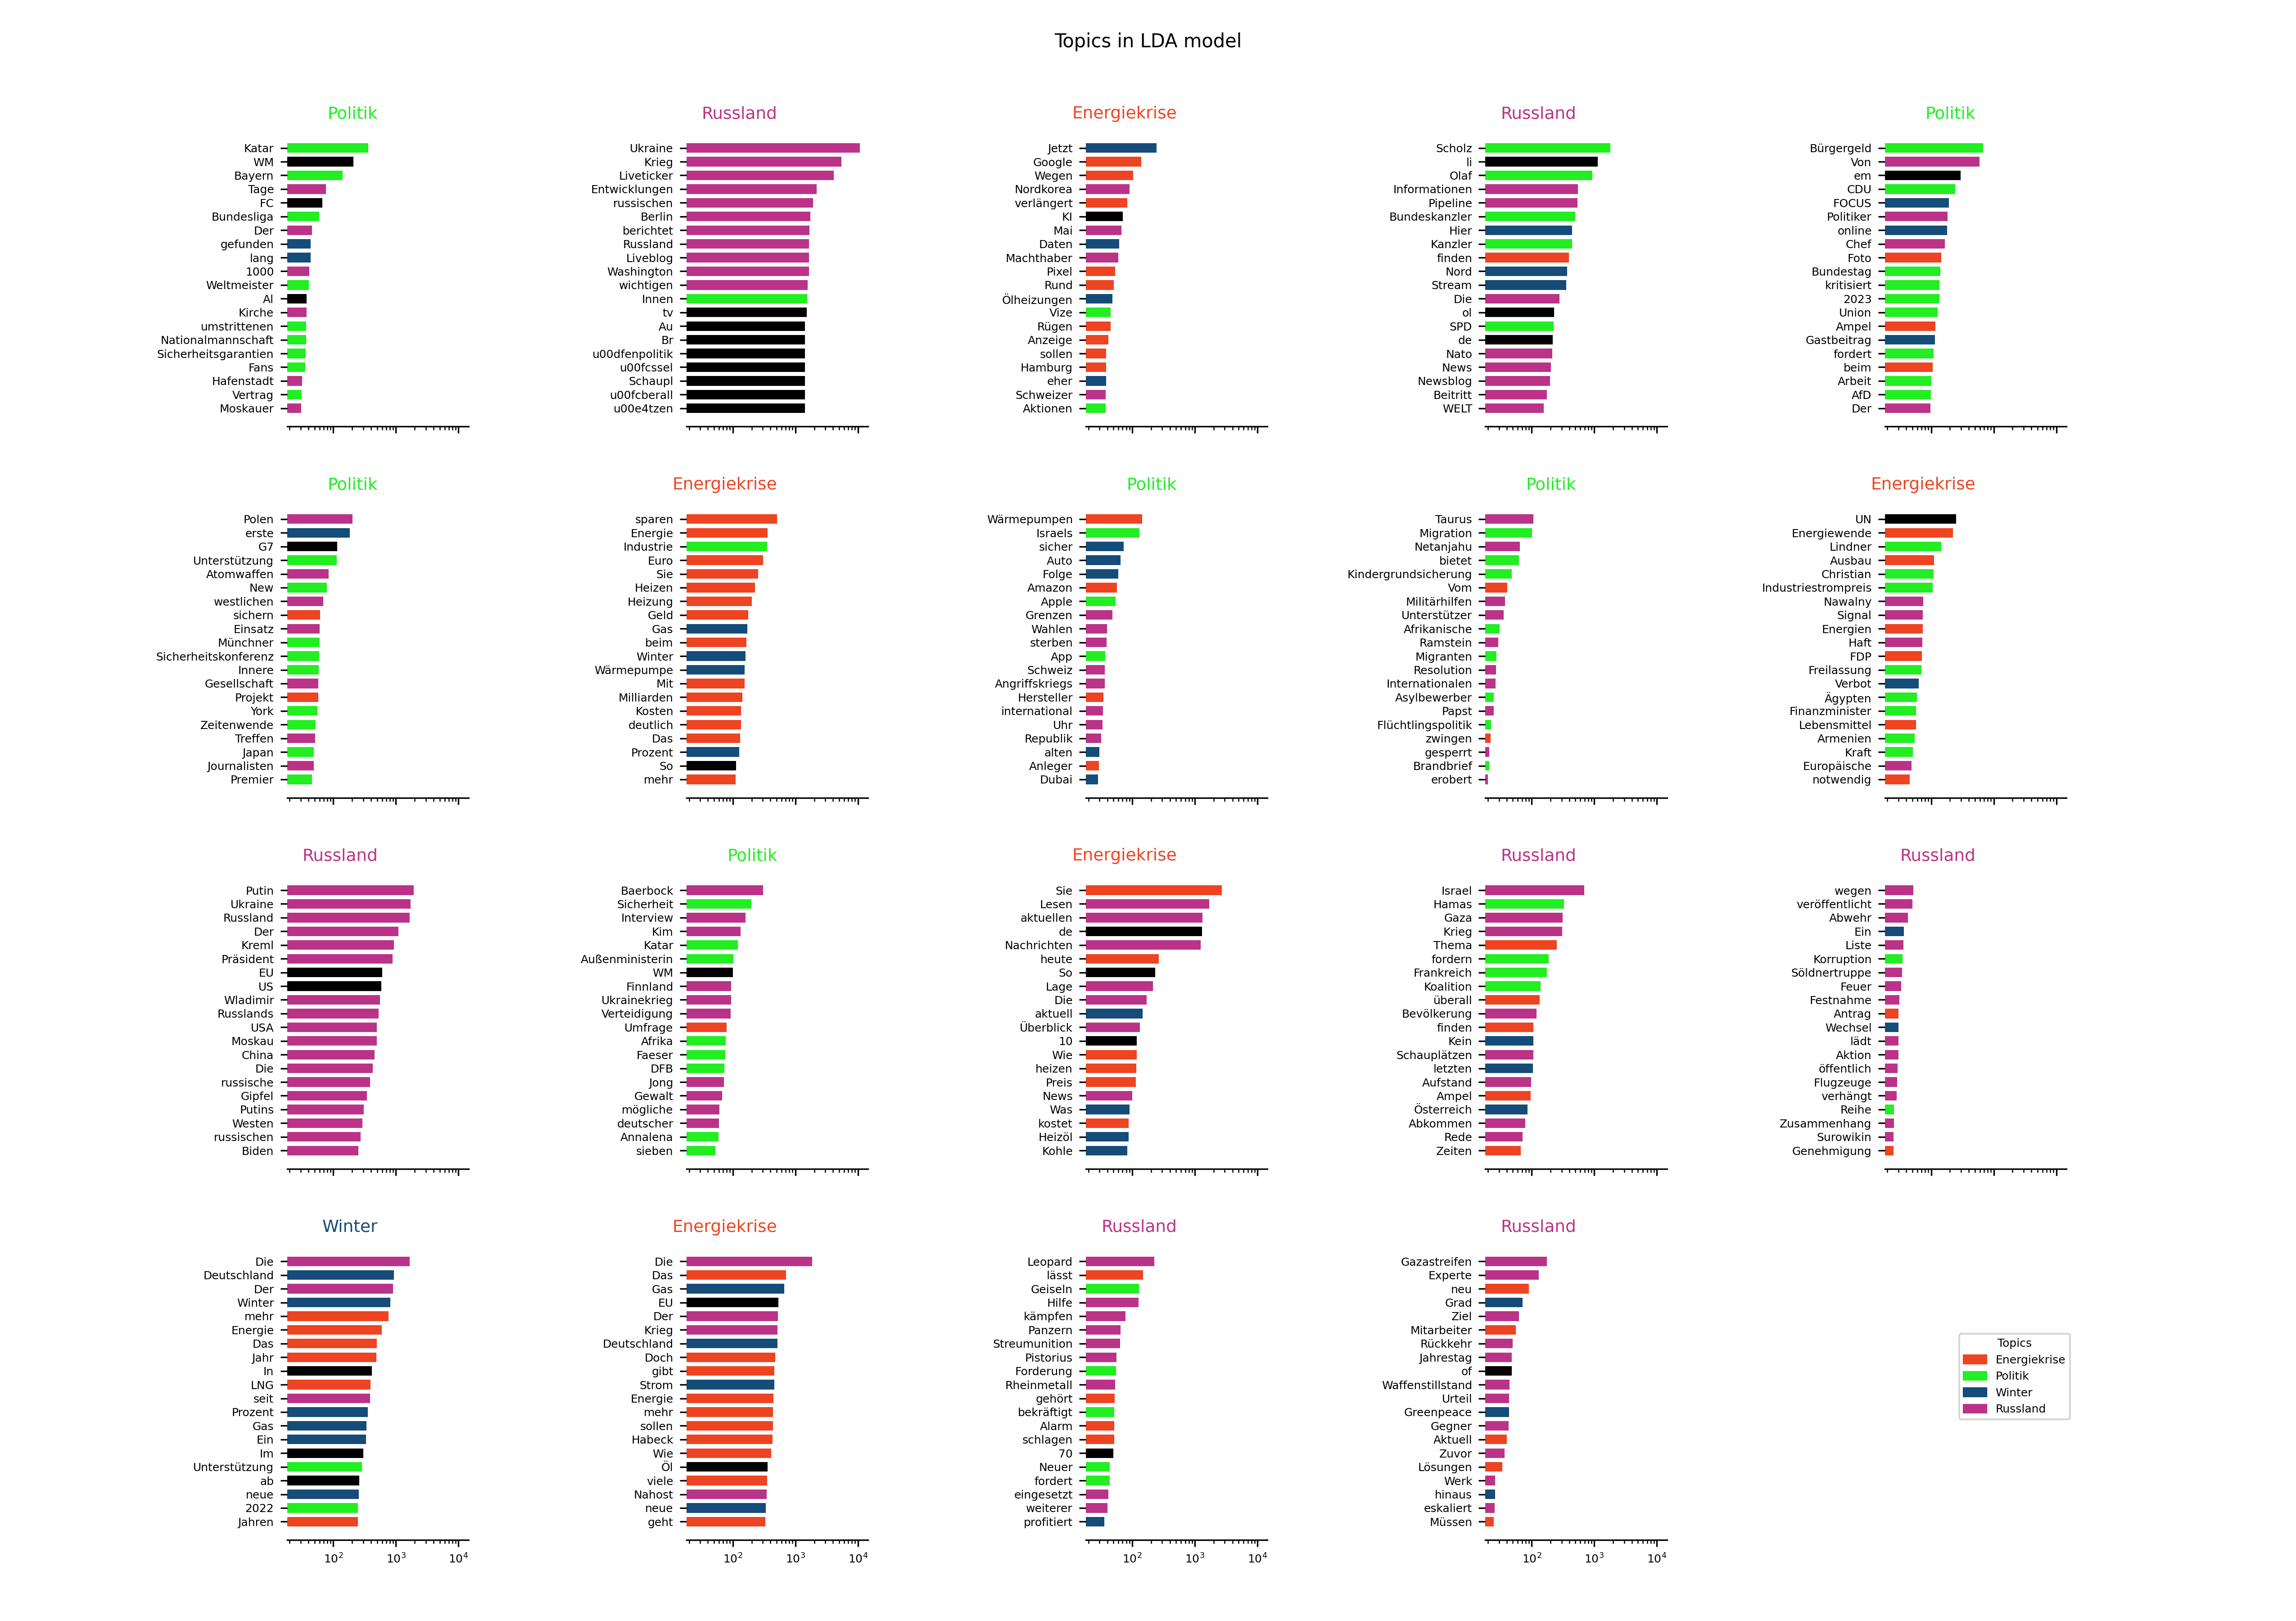 Topics in LDA model
Politik
Katar
WM
Bayern
Tage
FC
Bundesliga
Der
gefunden
lang
1000
Weltmeister
Al
Kirche
umstrittenen
Nationalmannschaft
Sicherheitsgarantien
Fans
Hafenstadt
Vertrag
Moskauer
Russland
Ukraine
Krieg
Liveticker
Entwicklungen
russischen
Berlin
berichtet
Russland
Liveblog
Washington
wichtigen
Innen
tv
Au
Br
u00dfenpolitik
u00fcssel
Schaupl
u00fcberall
u00e4tzen
Energiekrise
Jetzt
Google
Wegen
Nordkorea
verlängert
KI
Mai
Daten
Machthaber
Pixel
Rund
Ölheizungen
Vize
Rügen
Anzeige
sollen
Hamburg
eher
Schweizer
Aktionen
Russland
Scholz
li
Olaf
Informationen
Pipeline
Bundeskanzler
Hier
Kanzler
finden
Nord
Stream
Die
ol
SPD
de
Nato
News
Newsblog
Beitritt
WELT
Politik
Bürgergeld
Von
em
CDU
FOCUS
Politiker
online
Chef
Foto
Bundestag
kritisiert
2023
Union
Ampel
Gastbeitrag
fordert
beim
Arbeit
AfD
Der
Politik
Polen
erste
G7
Unterstützung
Atomwaffen
New
westlichen
sichern
Einsatz
Münchner
Sicherheitskonferenz
Innere
Gesellschaft
Projekt
York
Zeitenwende
Treffen
Japan
Journalisten
Premier
Energiekrise
sparen
Energie
Industrie
Euro
Sie
Heizen
Heizung
Geld
Gas
beim
Winter
Wärmepumpe
Mit
Milliarden
Kosten
deutlich
Das
Prozent
So
mehr
Politik
Wärmepumpen
Israels
sicher
Auto
Folge
Amazon
Apple
Grenzen
Wahlen
sterben
App
Schweiz
Angriffskriegs
Hersteller
international
Uhr
Republik
alten
Anleger
Dubai
Politik
Taurus
Migration
Netanjahu
bietet
Kindergrundsicherung
Vom
Militärhilfen
Unterstützer
Afrikanische
Ramstein
Migranten
Resolution
Internationalen
Asylbewerber
Papst
Flüchtlingspolitik
zwingen
gesperrt
Brandbrief
erobert
Energiekrise
UN
Energiewende
Lindner
Ausbau
Christian
Industriestrompreis
Nawalny
Signal
Energien
Haft
FDP
Freilassung
Verbot
Ägypten
Finanzminister
Lebensmittel
Armenien
Kraft
Europäische
notwendig
Russland
Putin
Ukraine
Russland
Der
Kreml
Präsident
EU
US
Wladimir
Russlands
USA
Moskau
China
Die
russische
Gipfel
Putins
Westen
russischen
Biden
Politik
Baerbock
Sicherheit
Interview
Kim
Katar
Außenministerin
WM
Finnland
Ukrainekrieg
Verteidigung
Umfrage
Afrika
Faeser
DFB
Jong
Gewalt
mögliche
deutscher
Annalena
sieben
Energiekrise
Sie
Lesen
aktuellen
de
Nachrichten
heute
So
Lage
Die
aktuell
Überblick
10
Wie
heizen
Preis
News
Was
kostet
Heizöl
Kohle
Russland
Israel
Hamas
Gaza
Krieg
Thema
fordern
Frankreich
Koalition
überall
Bevölkerung
finden
Kein
Schauplätzen
letzten
Aufstand
Ampel
Österreich
Abkommen
Rede
Zeiten
Russland
wegen
veröffentlicht
Abwehr
Ein
Liste
Korruption
Söldnertruppe
Feuer
Festnahme
Antrag
Wechsel
lädt
Aktion
öffentlich
Flugzeuge
verhängt
Reihe
Zusammenhang
Surowikin
Genehmigung
Winter
Die
Deutschland
Der
Winter
mehr
Energie
Das
Jahr
In
LNG
seit
Prozent
Gas
Ein
Im
Unterstützung
ab
neue
2022
Jahren
10² 10³ 10⁴
Energiekrise
Die
Das
Gas
EU
Der
Krieg
Deutschland
Doch
gibt
Strom
Energie
mehr
sollen
Habeck
Wie
Öl
viele
Nahost
neue
geht
10² 10³ 10⁴
Russland
Leopard
lässt
Geiseln
Hilfe
kämpfen
Panzern
Streumunition
Pistorius
Forderung
Rheinmetall
gehört
bekräftigt
Alarm
schlagen
70
Neuer
fordert
eingesetzt
weiterer
profitiert
10² 10³ 10⁴
Russland
Gazastreifen
Experte
neu
Grad
Ziel
Mitarbeiter
Rückkehr
Jahrestag
of
Waffenstillstand
Urteil
Greenpeace
Gegner
Aktuell
Zuvor
Lösungen
Werk
hinaus
eskaliert
Müssen
10² 10³ 10⁴
Topics
Energiekrise
Politik
Winter
Russland